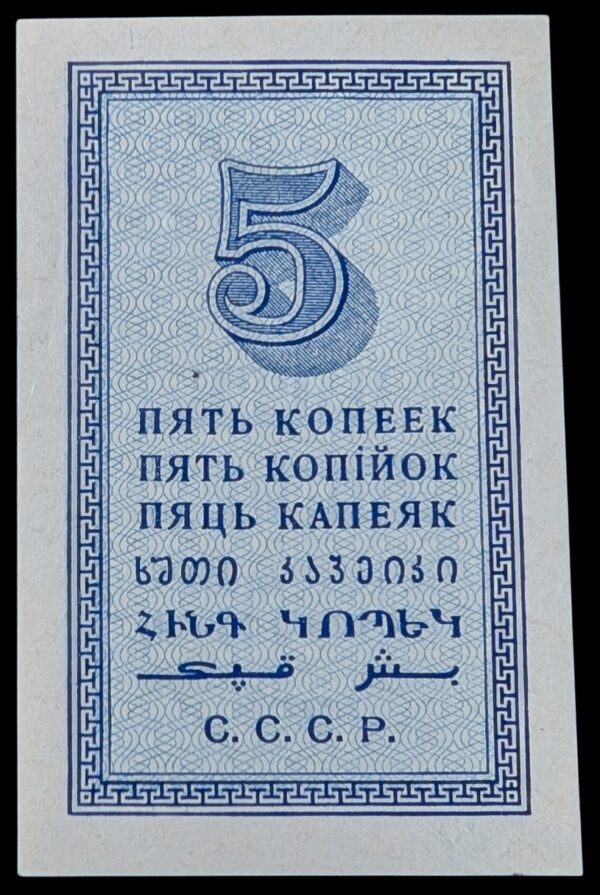 5
ПЯТЬ КОПЕЕК
ПЯТЬ КОПІЙОК
ПЯЦЬ КАПЕЯК
ხუთი კაპეიკი
ՀԻՆԳ ԿՈՊԵԿ
بش قپك
С. С. С. Р.